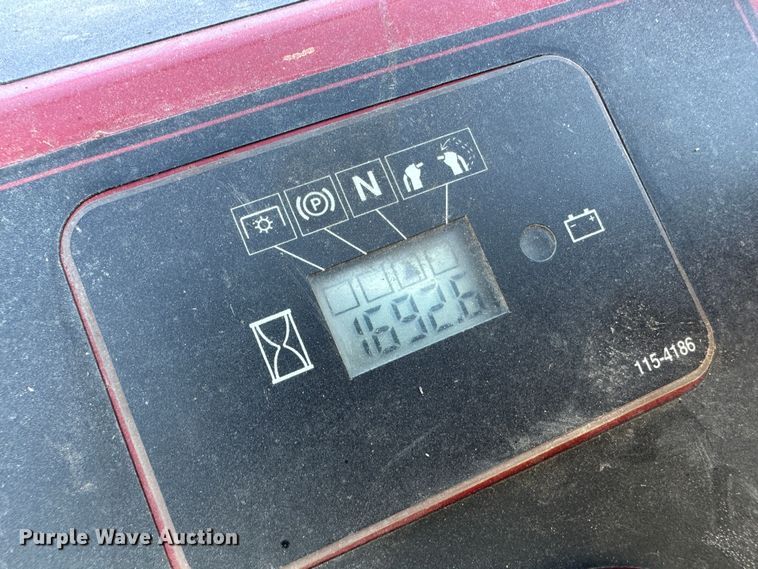 P
N
1692.6
115-4186
Purple Wave Auction